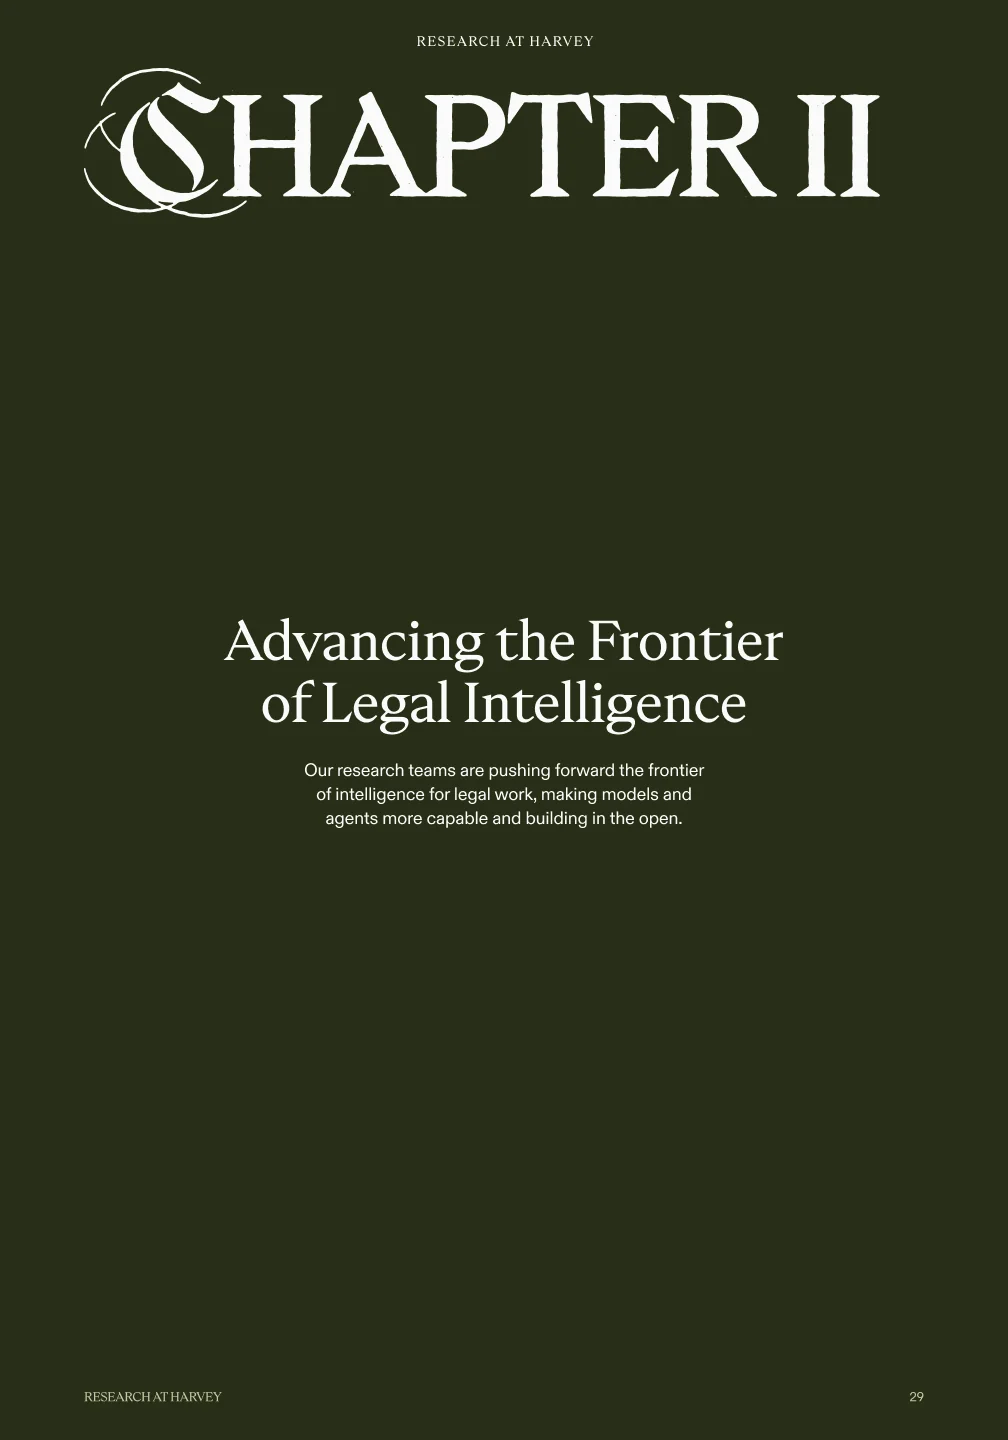 RESEARCH AT HARVEY
CHAPTER II
Advancing the Frontier
of Legal Intelligence
Our research teams are pushing forward the frontier
of intelligence for legal work, making models and
agents more capable and building in the open.
RESEARCH AT HARVEY
29